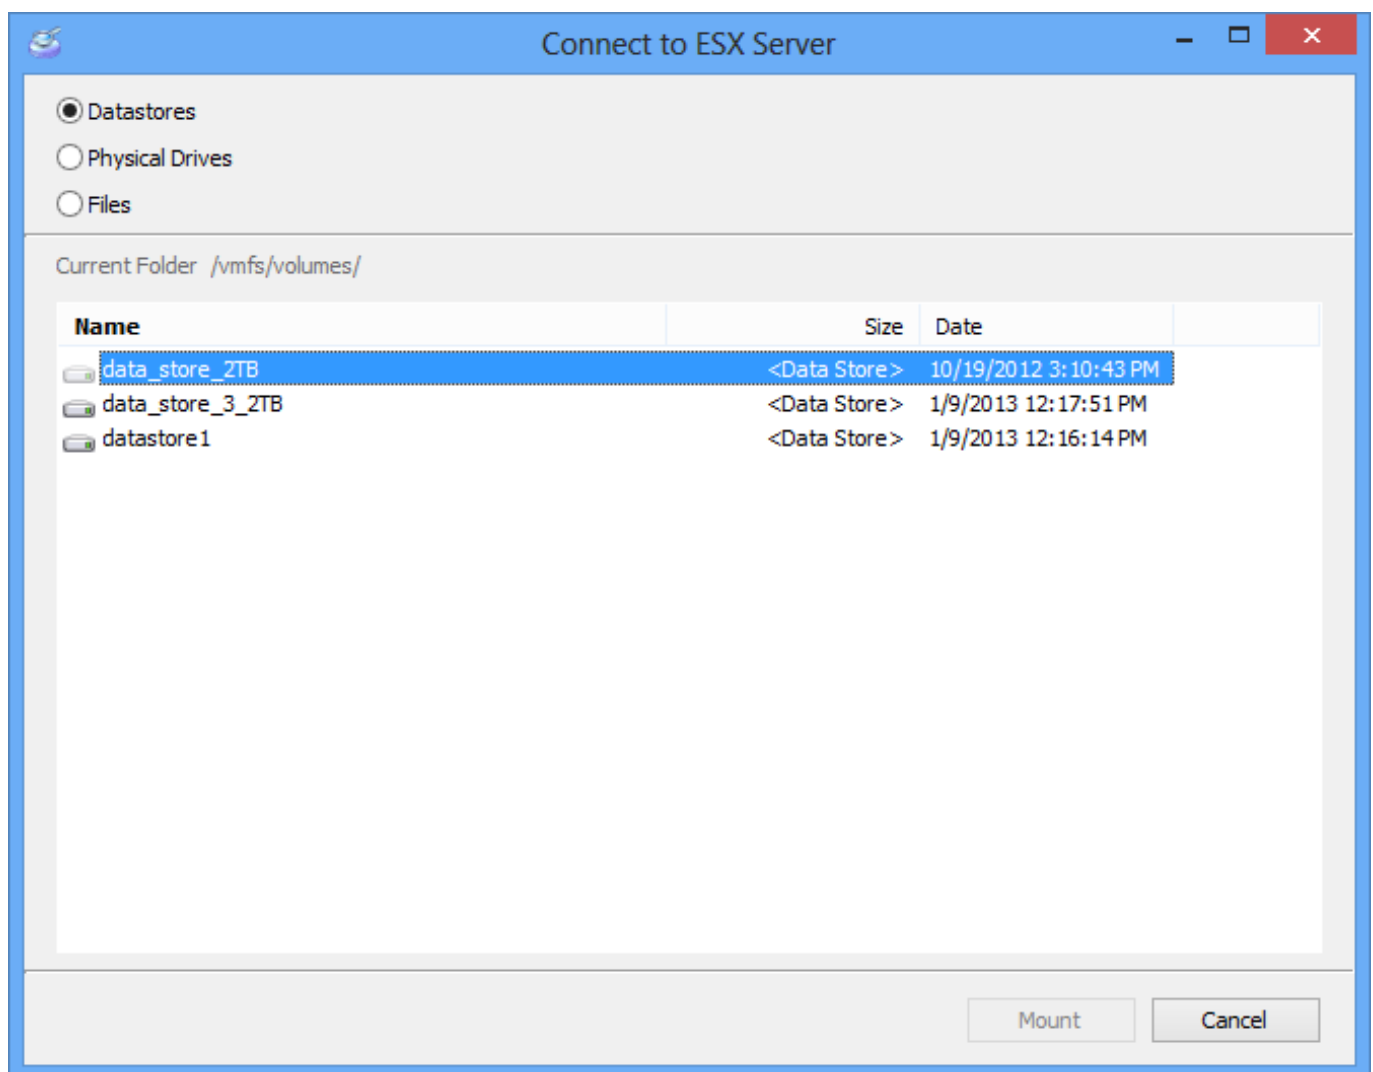 Connect to ESX Server
Datastores
Physical Drives
Files
Current Folder /vmfs/volumes/
Name Size Date
data_store_2TB <Data Store> 10/19/2012 3:10:43 PM
data_store_3_2TB <Data Store> 1/9/2013 12:17:51 PM
datastore1 <Data Store> 1/9/2013 12:16:14 PM
Mount Cancel